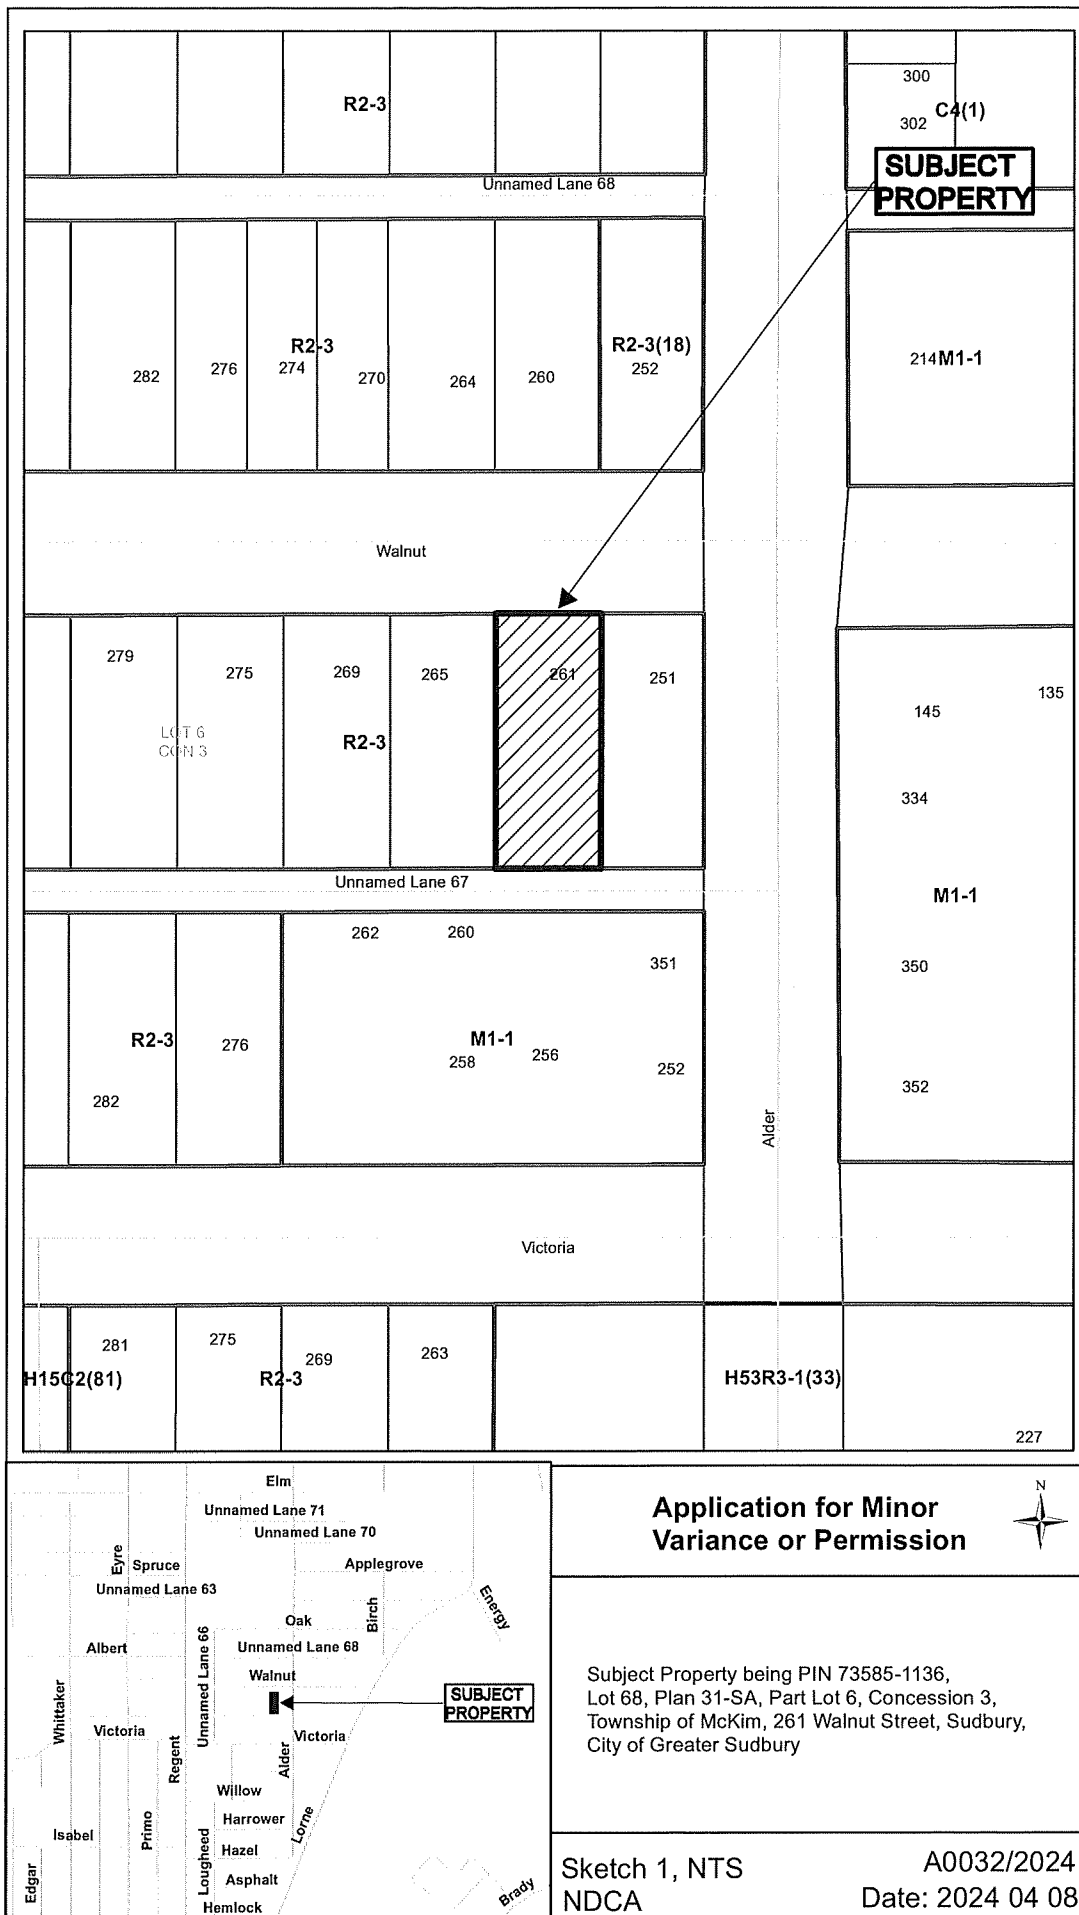 R2-3
300
C4(1)
302
SUBJECT
PROPERTY
Unnamed Lane 68
R2-3
R2-3(18)
282
276
274
270
264
260
252
214
M1-1
Walnut
279
275
269
265
261
251
LOT 6
CON 3
R2-3
135
145
334
Unnamed Lane 67
M1-1
262
260
351
350
R2-3
276
M1-1
258
256
252
282
352
Alder
Victoria
281
275
269
263
H15C2(81)
R2-3
H53R3-1(33)
227
Elm
Unnamed Lane 71
Unnamed Lane 70
Eyre
Spruce
Applegrove
Unnamed Lane 63
Energy
Birch
Oak
Albert
Unnamed Lane 66
Unnamed Lane 68
Walnut
Whittaker
SUBJECT
PROPERTY
Victoria
Victoria
Regent
Alder
Willow
Primo
Harrower
Lorne
Isabel
Lougheed
Hazel
Edgar
Asphalt
Brady
Hemlock
Application for Minor
Variance or Permission
N
Subject Property being PIN 73585-1136,
Lot 68, Plan 31-SA, Part Lot 6, Concession 3,
Township of McKim, 261 Walnut Street, Sudbury,
City of Greater Sudbury
Sketch 1, NTS
NDCA
A0032/2024
Date: 2024 04 08